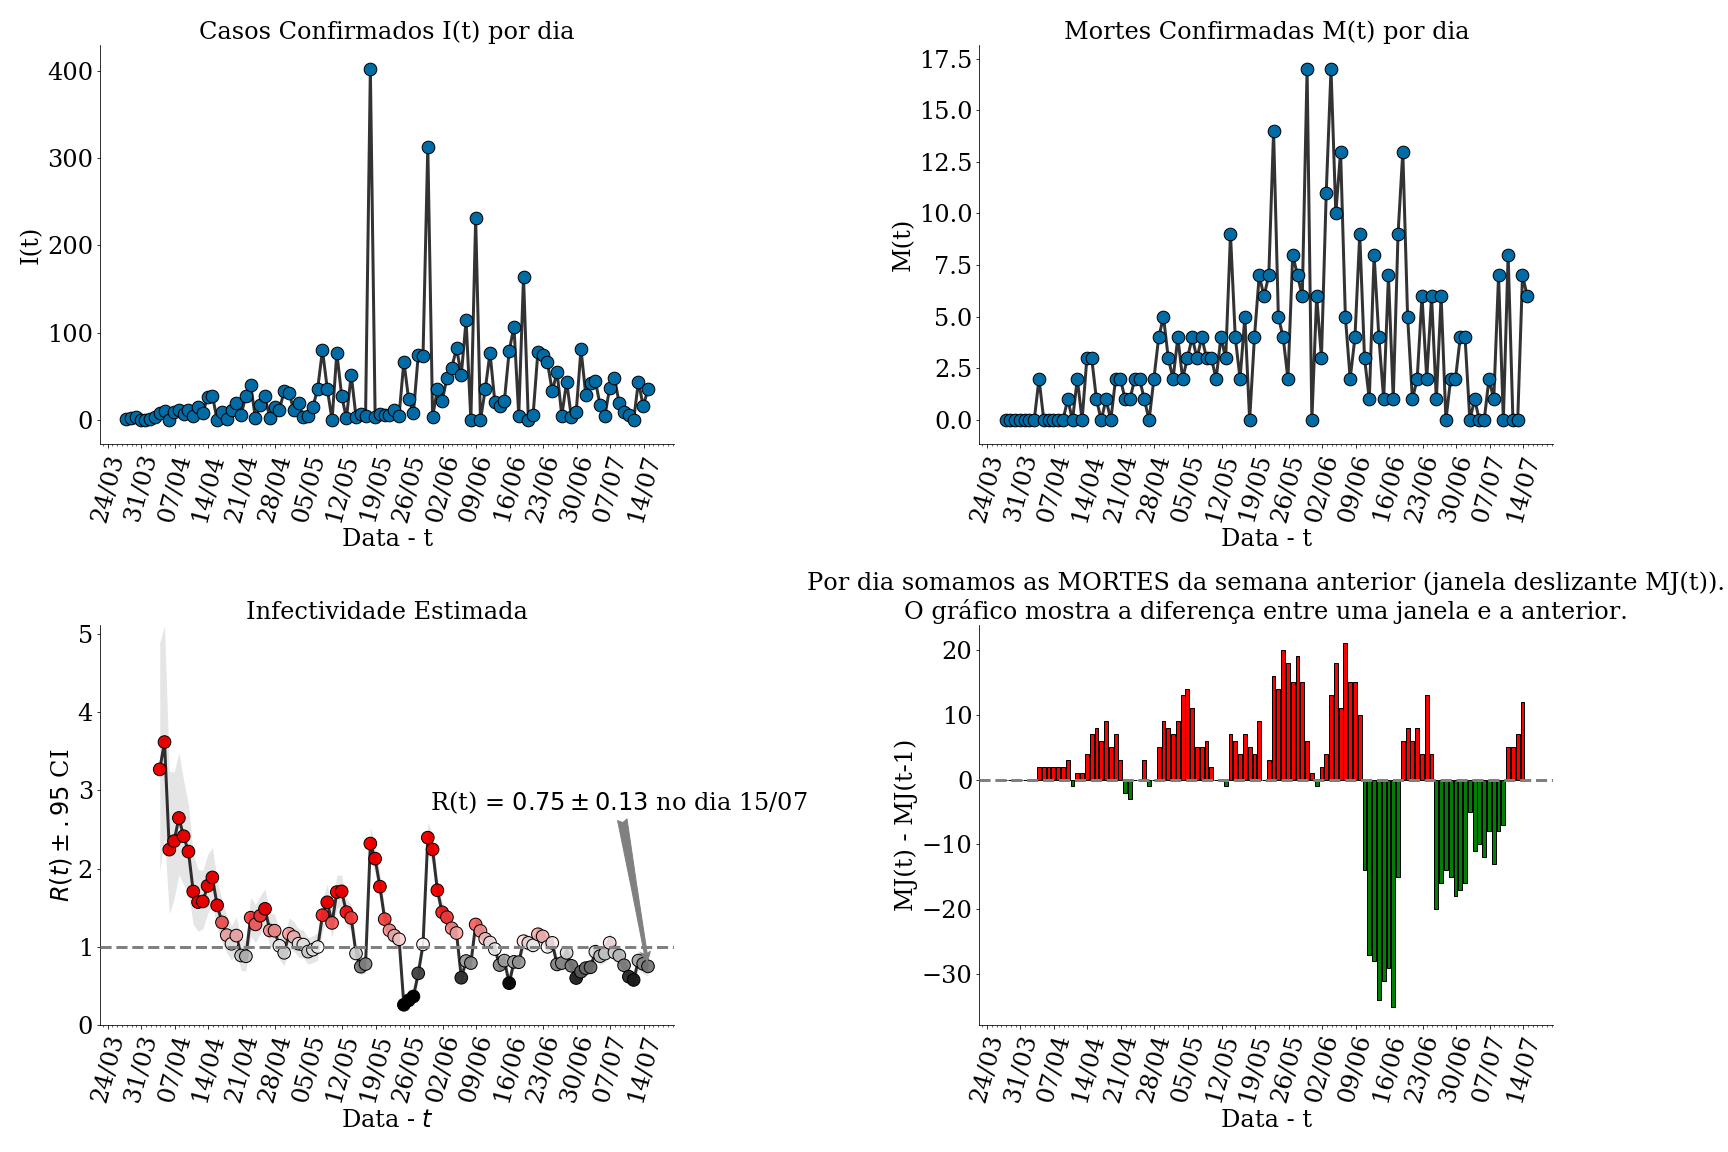 Casos Confirmados I(t) por dia
I(t)
400
300
200
100
0
24/03 31/03 07/04 14/04 21/04 28/04 05/05 12/05 19/05 26/05 02/06 09/06 16/06 23/06 30/06 07/07 14/07
Data - t
Mortes Confirmadas M(t) por dia
M(t)
17.5
15.0
12.5
10.0
7.5
5.0
2.5
0.0
24/03 31/03 07/04 14/04 21/04 28/04 05/05 12/05 19/05 26/05 02/06 09/06 16/06 23/06 30/06 07/07 14/07
Data - t
Infectividade Estimada
R(t) ± .95 CI
5
4
3
2
1
0
R(t) = 0.75 ± 0.13 no dia 15/07
24/03 31/03 07/04 14/04 21/04 28/04 05/05 12/05 19/05 26/05 02/06 09/06 16/06 23/06 30/06 07/07 14/07
Data - t
Por dia somamos as MORTES da semana anterior (janela deslizante MJ(t)).
O gráfico mostra a diferença entre uma janela e a anterior.
MJ(t) - MJ(t-1)
20
10
0
−10
−20
−30
24/03 31/03 07/04 14/04 21/04 28/04 05/05 12/05 19/05 26/05 02/06 09/06 16/06 23/06 30/06 07/07 14/07
Data - t